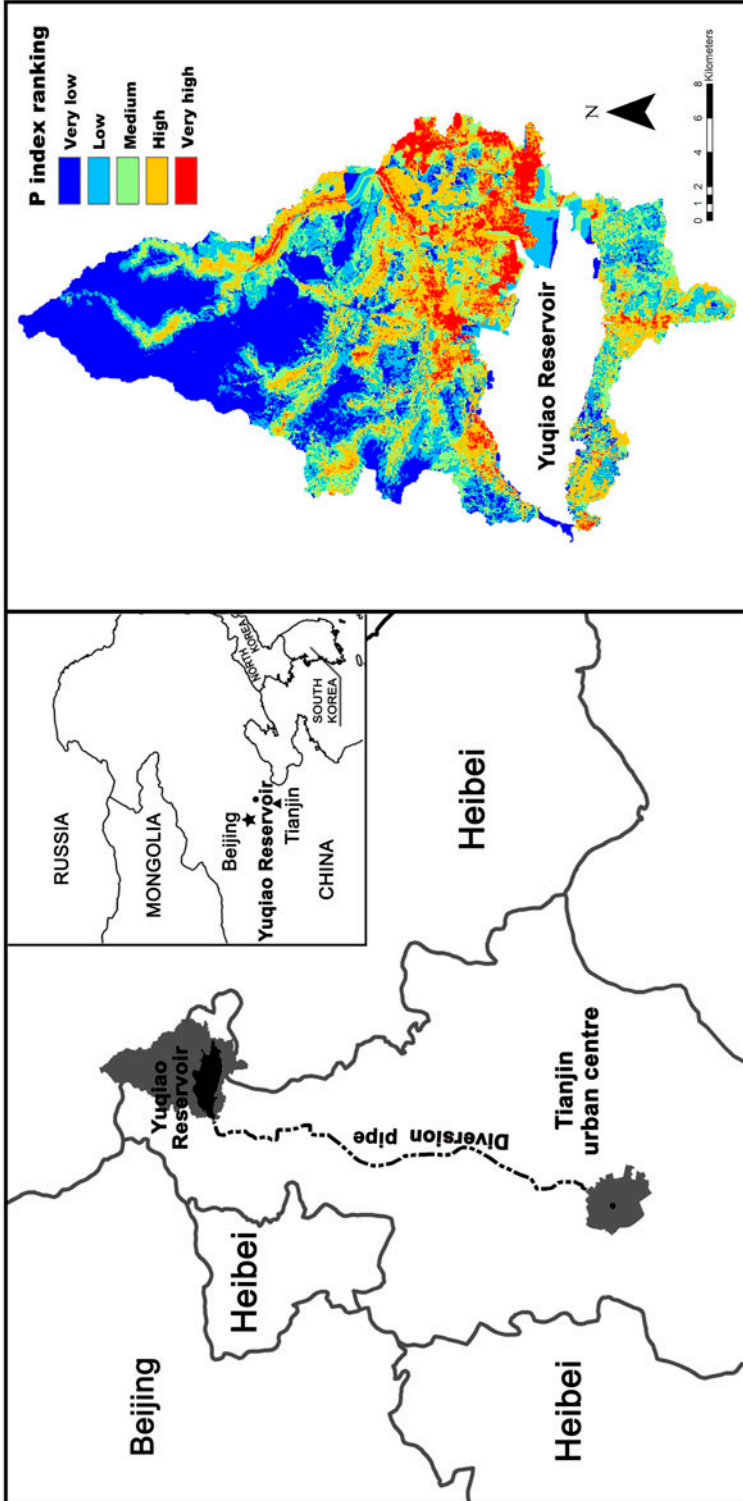 Beijing
Heibei
Heibei
Yuqiao
Reservoir
Diversion pipe
Tianjin
urban centre
Heibei
RUSSIA
MONGOLIA
Beijing
Yuqiao Reservoir
Tianjin
CHINA
NORTH
KOREA
SOUTH
KOREA
P index ranking
Very low
Low
Medium
High
Very high
Yuqiao Reservoir
N
0 1 2 4 6 8
Kilometers